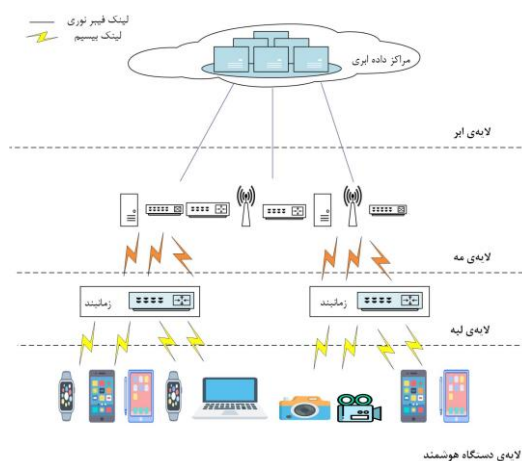 لینک فیبر نوری
لینک بیسیم
مراکز داده ابری
لایه‌ی ابر
لایه‌ی مه
زمانبند
زمانبند
لایه‌ی لبه
لایه‌ی دستگاه هوشمند